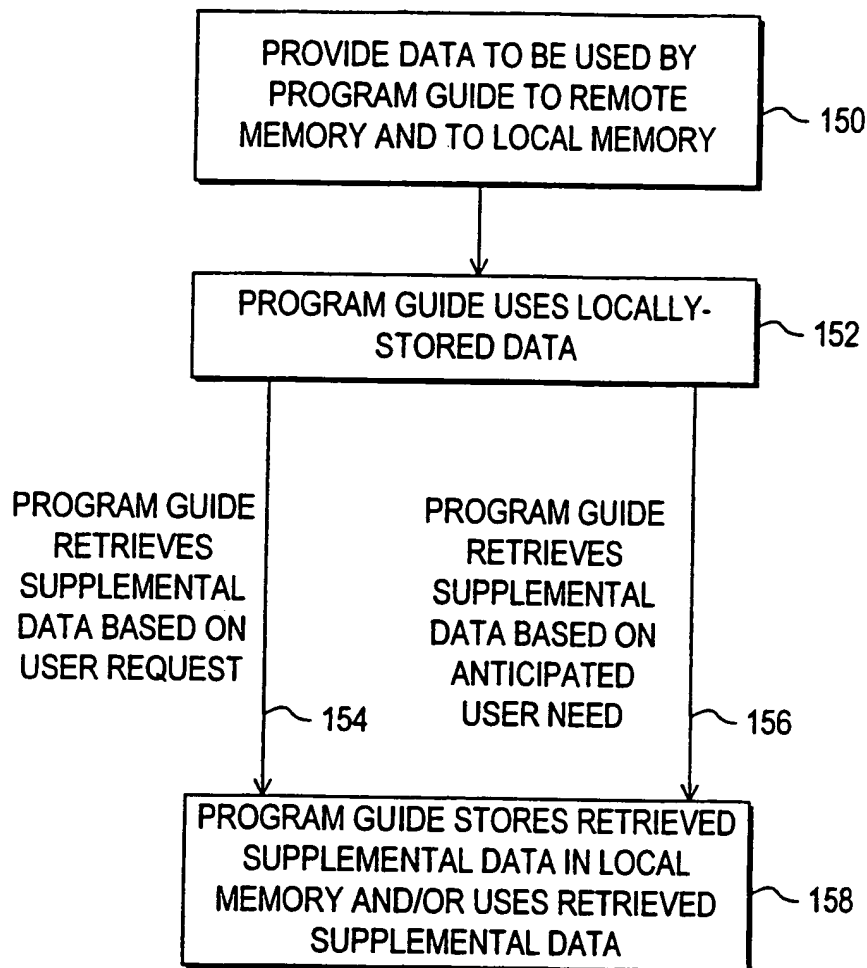 PROVIDE DATA TO BE USED BY
PROGRAM GUIDE TO REMOTE
MEMORY AND TO LOCAL MEMORY
150
PROGRAM GUIDE USES LOCALLY-
STORED DATA
152
PROGRAM GUIDE
RETRIEVES
SUPPLEMENTAL
DATA BASED ON
USER REQUEST
154
PROGRAM GUIDE
RETRIEVES
SUPPLEMENTAL
DATA BASED ON
ANTICIPATED
USER NEED
156
PROGRAM GUIDE STORES RETRIEVED
SUPPLEMENTAL DATA IN LOCAL
MEMORY AND/OR USES RETRIEVED
SUPPLEMENTAL DATA
158